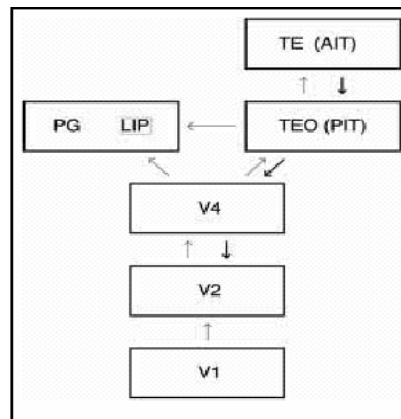 TE (AIT)
PG LIP
TEO (PIT)
V4
V2
V1